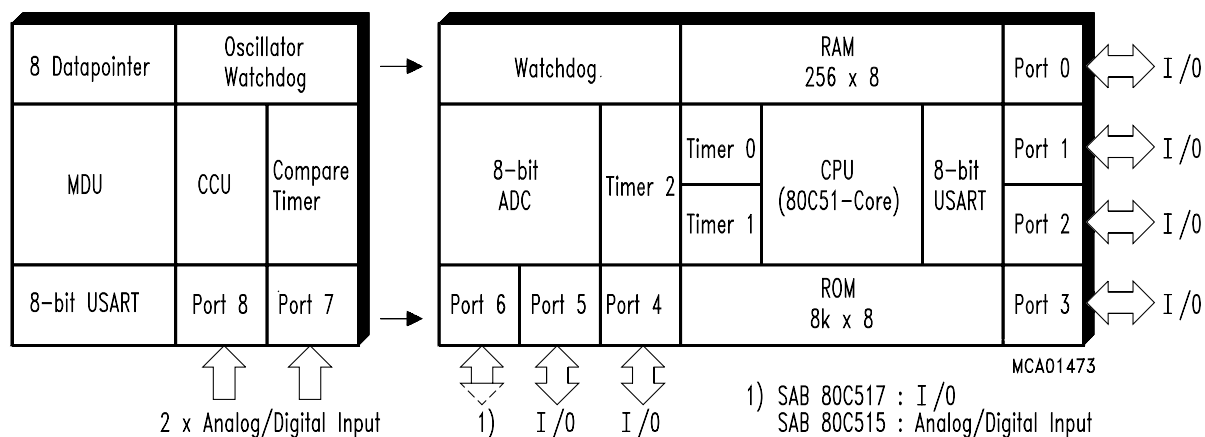 8 Datapointer
Oscillator
Watchdog
MDU
CCU
Compare
Timer
8-bit USART
Port 8
Port 7
2 x Analog/Digital Input
Watchdog
RAM
256 x 8
Port 0
I/0
8-bit
ADC
Timer 2
Timer 0
Timer 1
CPU
(80C51-Core)
8-bit
USART
Port 1
I/0
Port 2
I/0
Port 6
Port 5
Port 4
ROM
8k x 8
Port 3
I/0
MCA01473
1)
I/0
I/0
1) SAB 80C517 : I/0
SAB 80C515 : Analog/Digital Input